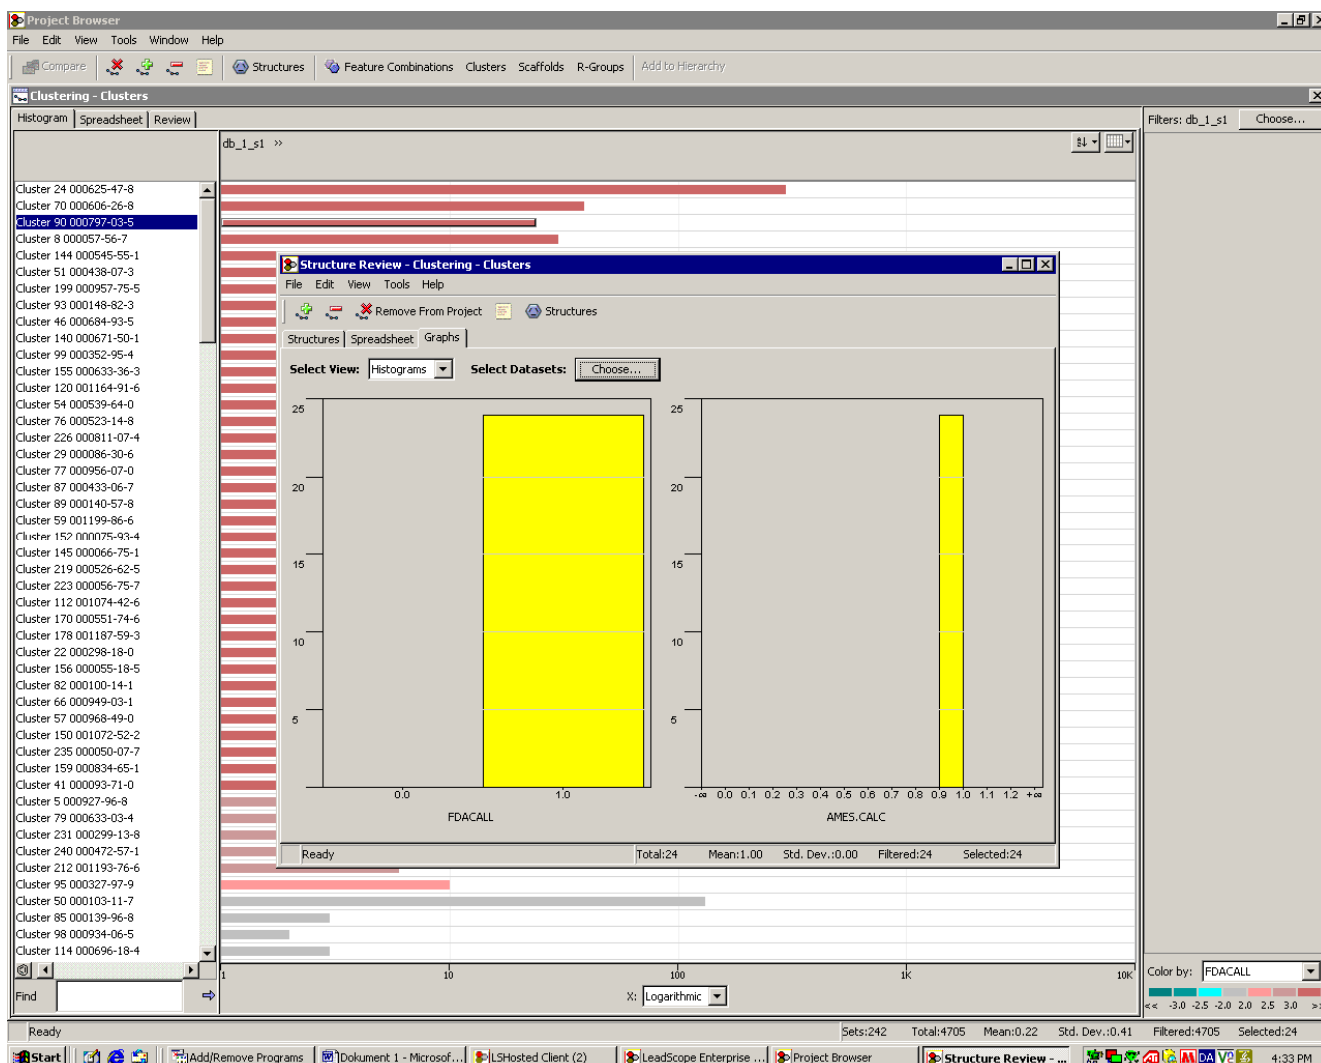 Project Browser
File Edit View Tools Window Help
Compare Structures Feature Combinations Clusters Scaffolds R-Groups Add to Hierarchy
Clustering - Clusters
Histogram Spreadsheet Review
Filters: db_1_s1 Choose...
db_1_s1 »
Cluster 24 000625-47-8
Cluster 70 000606-26-8
Cluster 90 000797-03-5
Cluster 8 000057-56-7
Cluster 144 000545-55-1
Cluster 51 000438-07-3
Cluster 199 000957-75-5
Cluster 93 000148-82-3
Cluster 46 000684-93-5
Cluster 140 000671-50-1
Cluster 99 000352-95-4
Cluster 155 000633-36-3
Cluster 120 001164-91-6
Cluster 54 000539-64-0
Cluster 76 000523-14-8
Cluster 226 000811-07-4
Cluster 29 000086-30-6
Cluster 77 000956-07-0
Cluster 87 000433-06-7
Cluster 89 000140-57-8
Cluster 59 001199-86-6
Cluster 152 000075-93-4
Cluster 145 000066-75-1
Cluster 219 000526-62-5
Cluster 223 000056-75-7
Cluster 112 001074-42-6
Cluster 170 000551-74-6
Cluster 178 001187-59-3
Cluster 22 000298-18-0
Cluster 156 000055-18-5
Cluster 82 000100-14-1
Cluster 66 000949-03-1
Cluster 57 000968-49-0
Cluster 150 001072-52-2
Cluster 235 000050-07-7
Cluster 159 000834-65-1
Cluster 41 000093-71-0
Cluster 5 000927-96-8
Cluster 79 000633-03-4
Cluster 231 000299-13-8
Cluster 240 000472-57-1
Cluster 212 001193-76-6
Cluster 95 000327-97-9
Cluster 50 000103-11-7
Cluster 85 000139-96-8
Cluster 98 000934-06-5
Cluster 114 000696-18-4
Find
Structure Review - Clustering - Clusters
File Edit View Tools Help
Remove From Project Structures
Structures Spreadsheet Graphs
Select View: Histograms Select Datasets: Choose...
25
20
15
10
5
0.0 1.0
FDACALL
25
20
15
10
5
-∞ 0.0 0.1 0.2 0.3 0.4 0.5 0.6 0.7 0.8 0.9 1.0 1.1 1.2 +∞
AMES.CALC
Ready Total:24 Mean:1.00 Std. Dev.:0.00 Filtered:24 Selected:24
1 10 100 1K 10K
X: Logarithmic
Color by: FDACALL
<< -3.0 -2.5 -2.0 2.0 2.5 3.0 >>
Ready Sets:242 Total:4705 Mean:0.22 Std. Dev.:0.41 Filtered:4705 Selected:24
Start Add/Remove Programs Dokument 1 - Microsof... LSHosted Client (2) LeadScope Enterprise ... Project Browser Structure Review - ... 4:33 PM